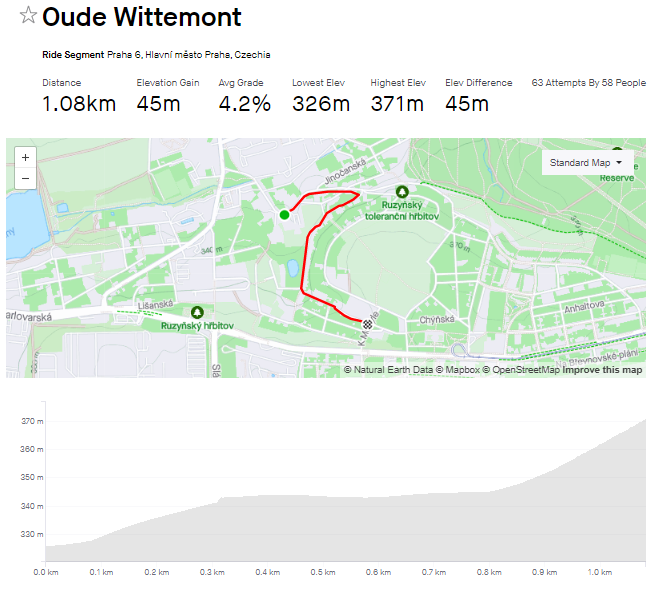 Oude Wittemont
Ride Segment Praha 6, Hlavní město Praha, Czechia
Distance Elevation Gain Avg Grade Lowest Elev Highest Elev Elev Difference 63 Attempts By 58 People
1.08km 45m 4.2% 326m 371m 45m
+
−
Standard Map
Jinočanská
Reserve
Ruzyňský
toleranční hřbitov
340 m
370 m
Lišanská
Ruzyňský hřbitov
Chýnská
Anhaltova
© Natural Earth Data © Mapbox © OpenStreetMap Improve this map
370 m
360 m
350 m
340 m
330 m
0.0 km 0.1 km 0.2 km 0.3 km 0.4 km 0.5 km 0.6 km 0.7 km 0.8 km 0.9 km 1.0 km